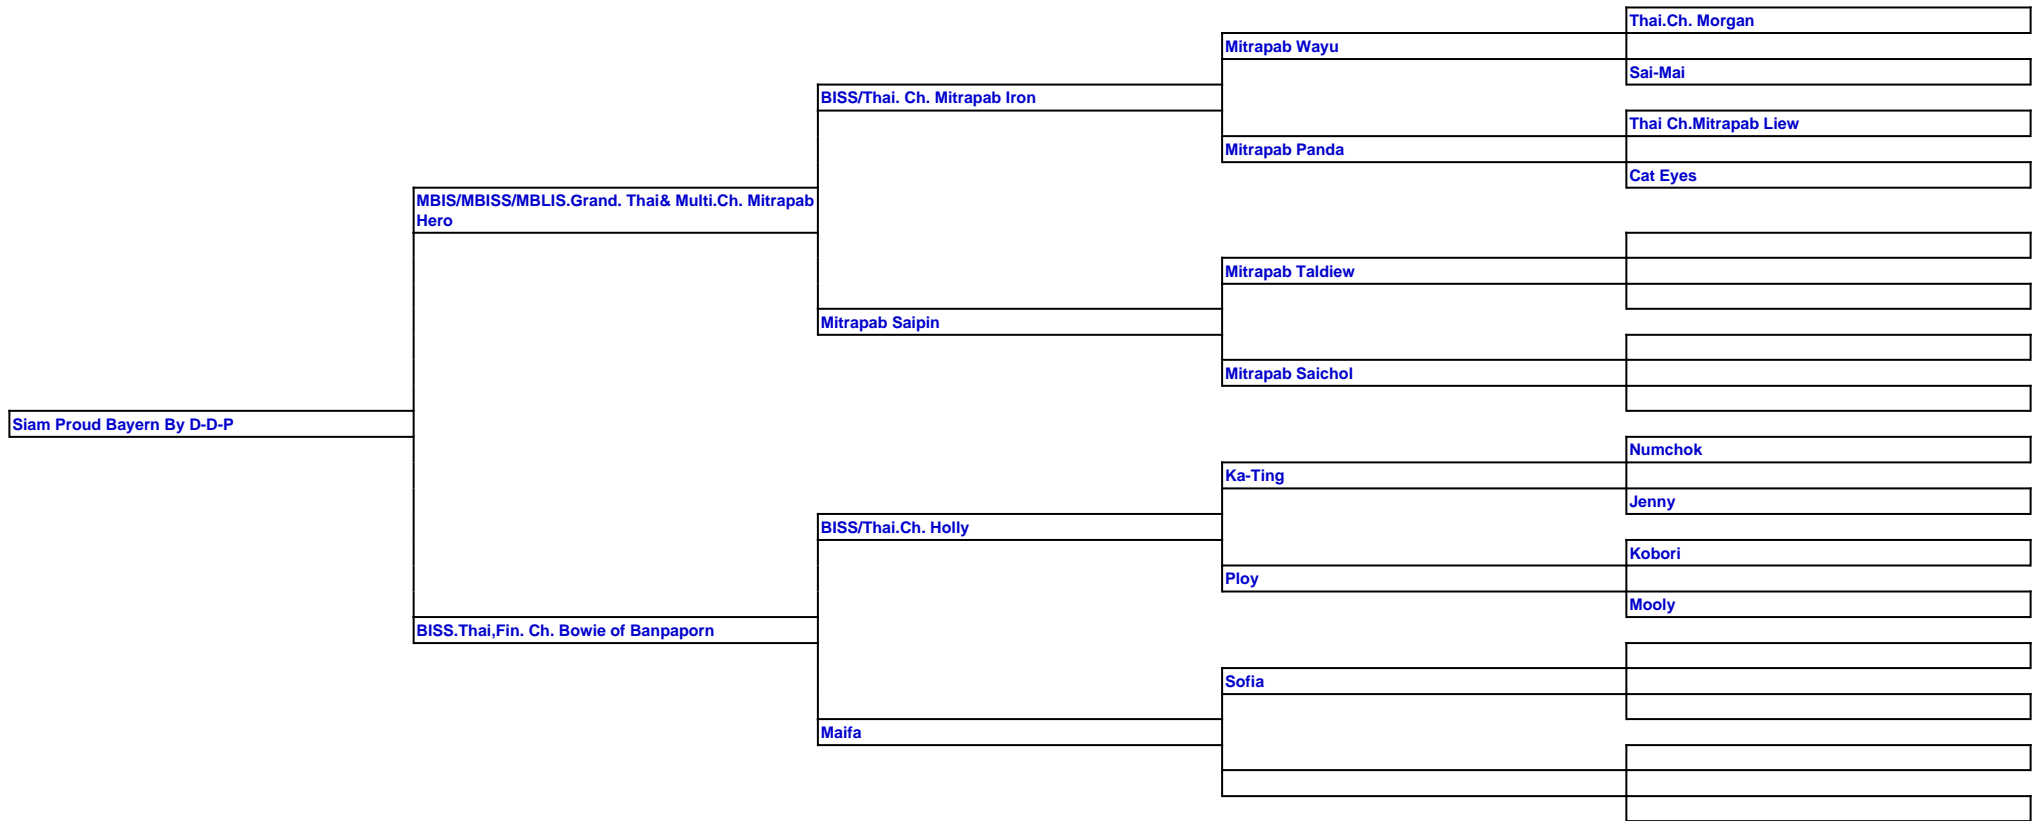 Thai.Ch. Morgan
Mitrapab Wayu
Sai-Mai
BISS/Thai. Ch. Mitrapab Iron
Thai Ch.Mitrapab Liew
Mitrapab Panda
Cat Eyes
MBIS/MBISS/MBLIS.Grand. Thai& Multi.Ch. Mitrapab
Hero
Mitrapab Taldiew
Mitrapab Saipin
Mitrapab Saichol
Siam Proud Bayern By D-D-P
Numchok
Ka-Ting
Jenny
BISS/Thai.Ch. Holly
Kobori
Ploy
Mooly
BISS.Thai,Fin. Ch. Bowie of Banpaporn
Sofia
Maifa